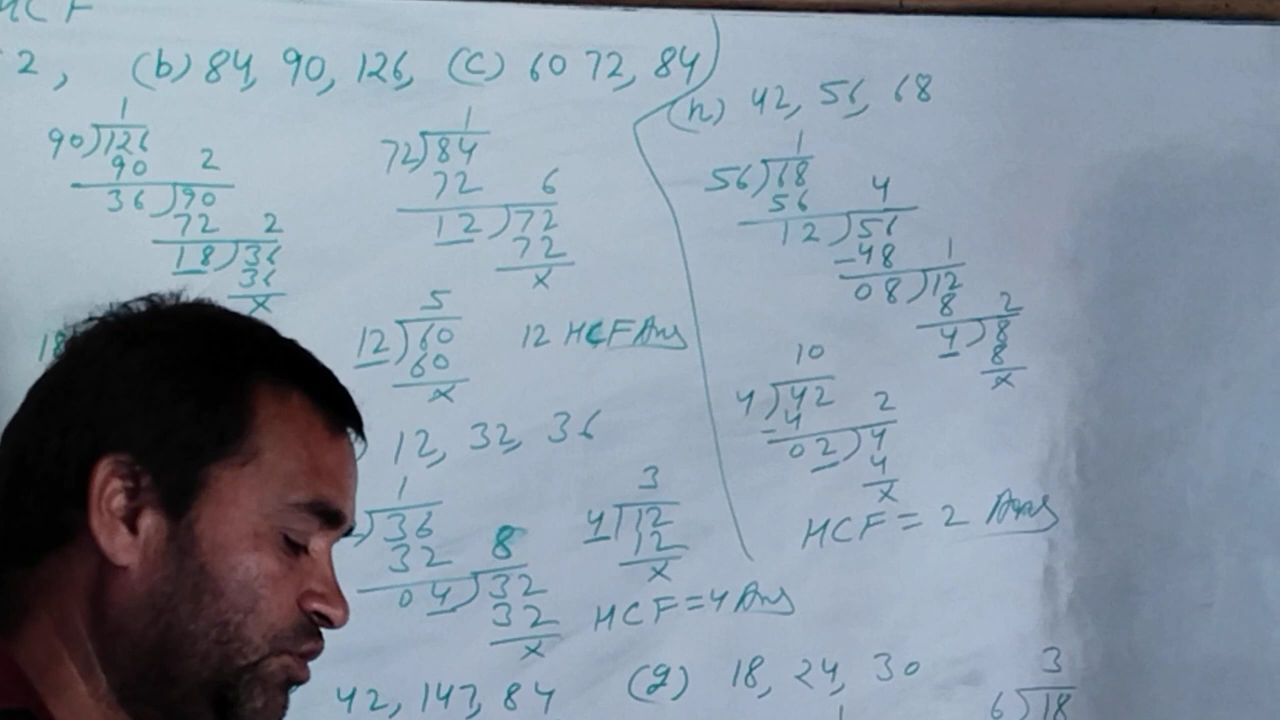 HCF
2, (b) 84, 90, 126, (c) 60 72, 84
1
90)126
90 2
36)90
72 2
18)36
36
x
18
1
72)84
72 6
12)72
72
x
5
12)60
60
x
12 HCF Ans
) 12, 32, 36
1
)36
32 8
04)32
32
x
3
4)12
12
x
HCF = 4 Ans
42, 147, 84
(h) 42, 56, 68
1
56)68
56 4
12)56
-48 1
08)12
8 2
4)8
8
x
10
4)42
-4 2
02)4
4
x
HCF = 2 Ans
(g) 18, 24, 30
1
3
6)18